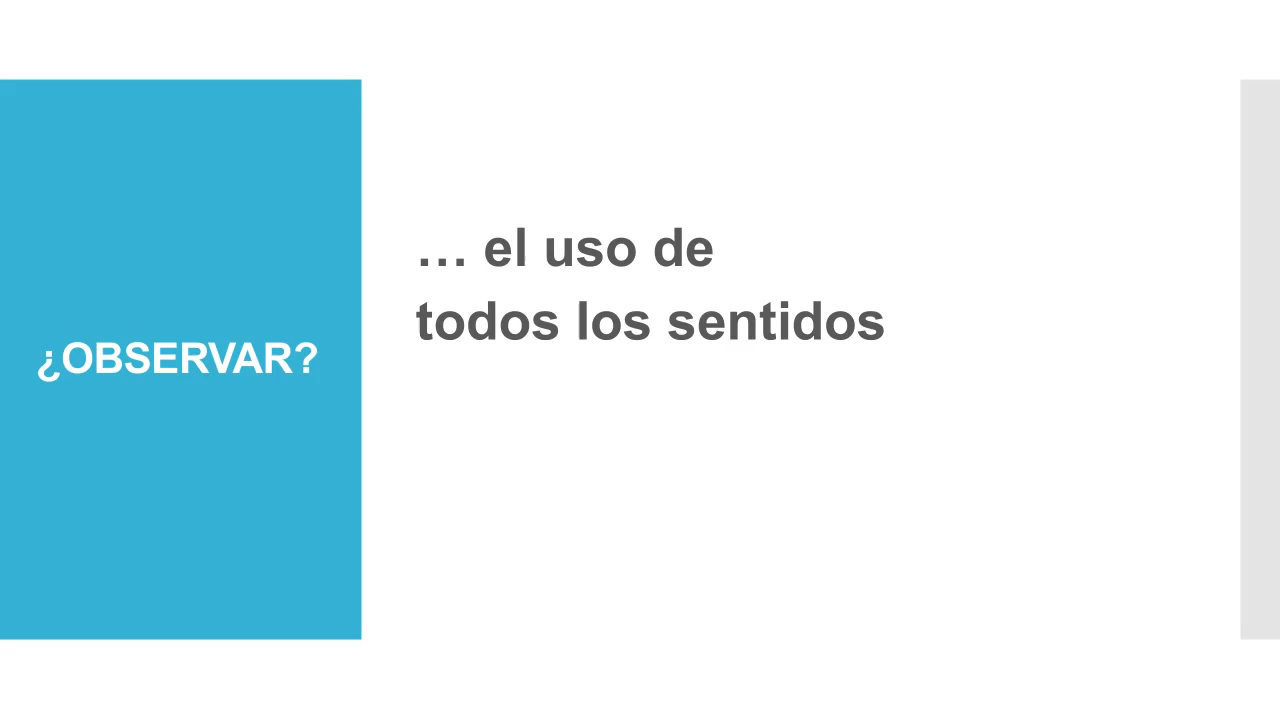 ¿OBSERVAR?
… el uso de
todos los sentidos